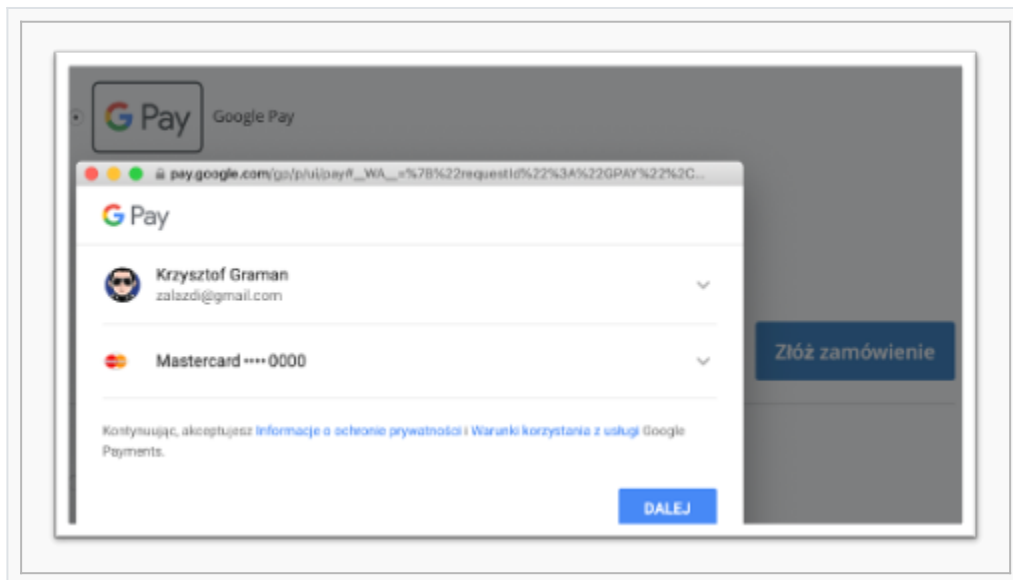 G Pay Google Pay
pay.google.com/gp/p/ui/pay#__WA__=%7B%22requestId%22%3A%22GPAY%22%2C...
G Pay
Krzysztof Graman
zalazdi@gmail.com
Mastercard •••• 0000
Złóż zamówienie
Kontynuując, akceptujesz Informacje o ochronie prywatności i Warunki korzystania z usługi Google
Payments.
DALEJ